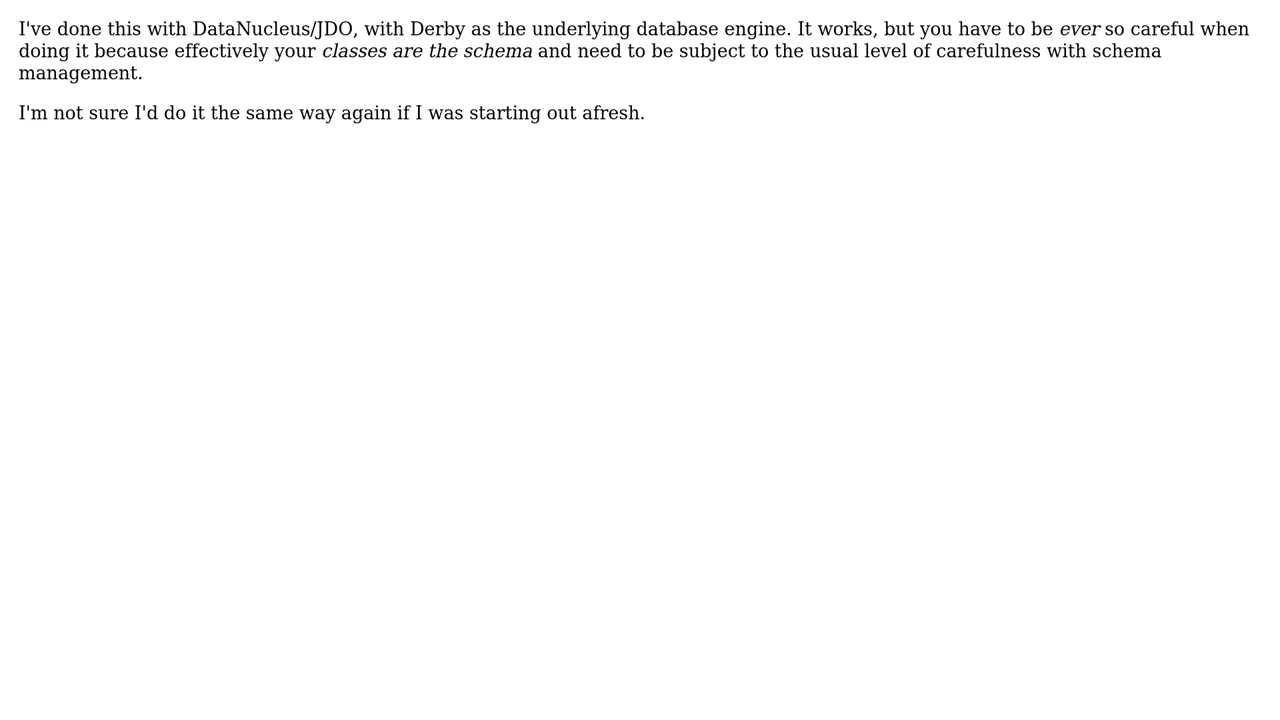 I've done this with DataNucleus/JDO, with Derby as the underlying database engine. It works, but you have to be ever so careful when
doing it because effectively your classes are the schema and need to be subject to the usual level of carefulness with schema
management.
I'm not sure I'd do it the same way again if I was starting out afresh.